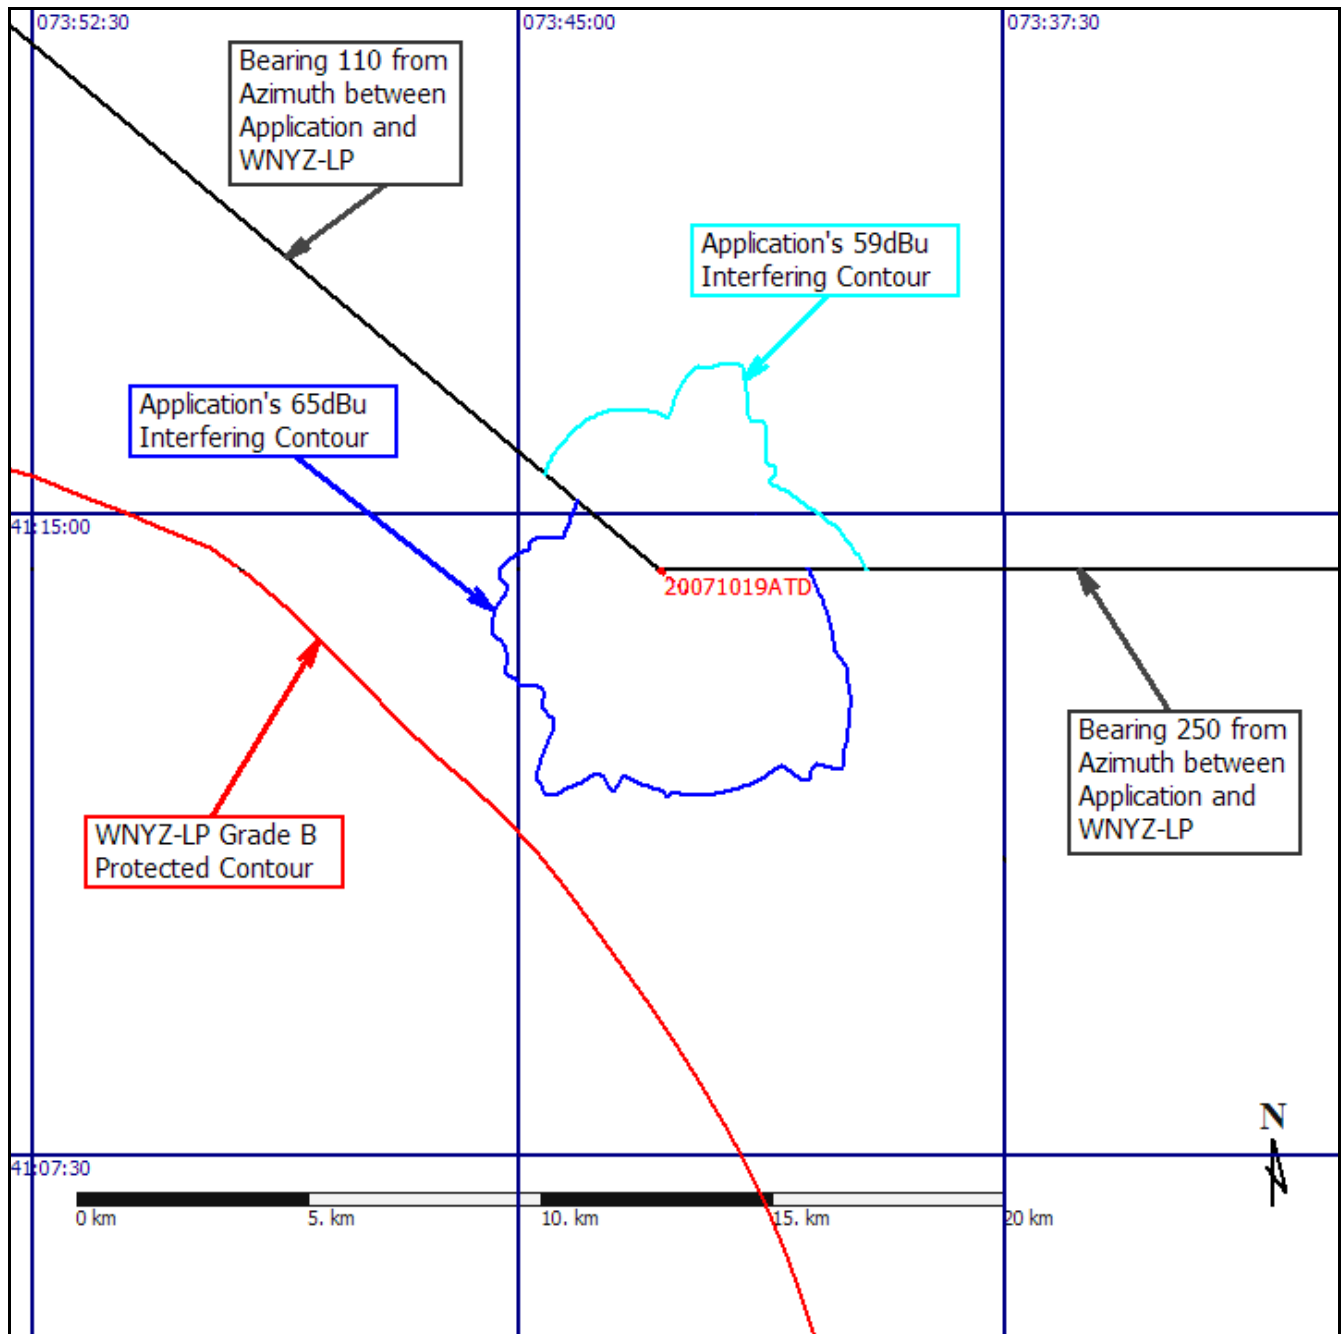 073:52:30
073:45:00
073:37:30
Bearing 110 from
Azimuth between
Application and
WNYZ-LP
Application's 59dBu
Interfering Contour
Application's 65dBu
Interfering Contour
41:15:00
20071019ATD
Bearing 250 from
Azimuth between
Application and
WNYZ-LP
WNYZ-LP Grade B
Protected Contour
N
41:07:30
0 km
5. km
10. km
15. km
20 km